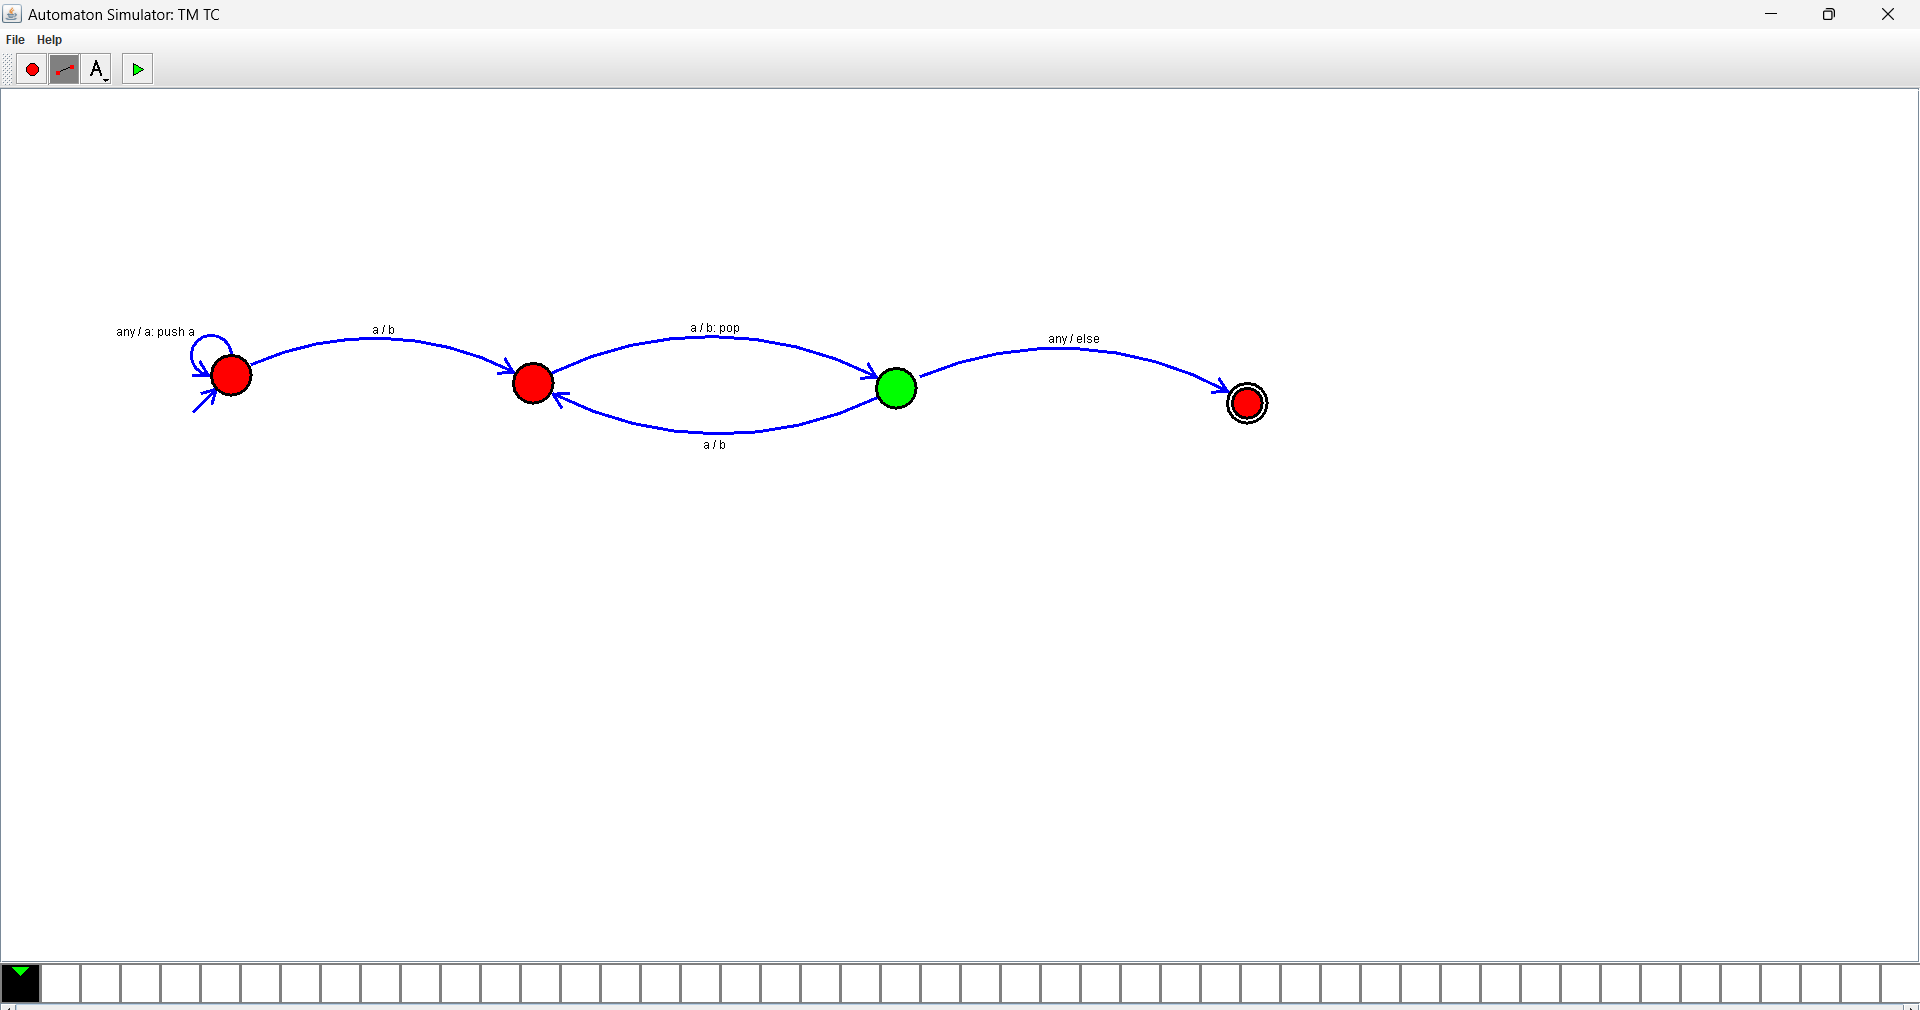 Automaton Simulator: TM TC
File Help
A
any / a: push a
a / b
a / b: pop
any / else
a / b